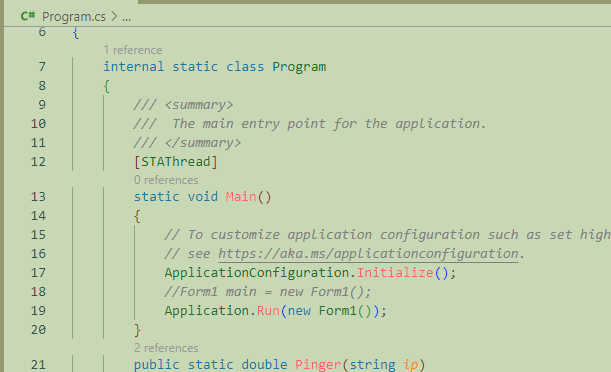 C# Program.cs > ...
6 {
1 reference
7 internal static class Program
8 {
9 /// <summary>
10 /// The main entry point for the application.
11 /// </summary>
12 [STAThread]
0 references
13 static void Main()
14 {
15 // To customize application configuration such as set high
16 // see https://aka.ms/applicationconfiguration.
17 ApplicationConfiguration.Initialize();
18 //Form1 main = new Form1();
19 Application.Run(new Form1());
20 }
2 references
21 public static double Pinger(string ip)